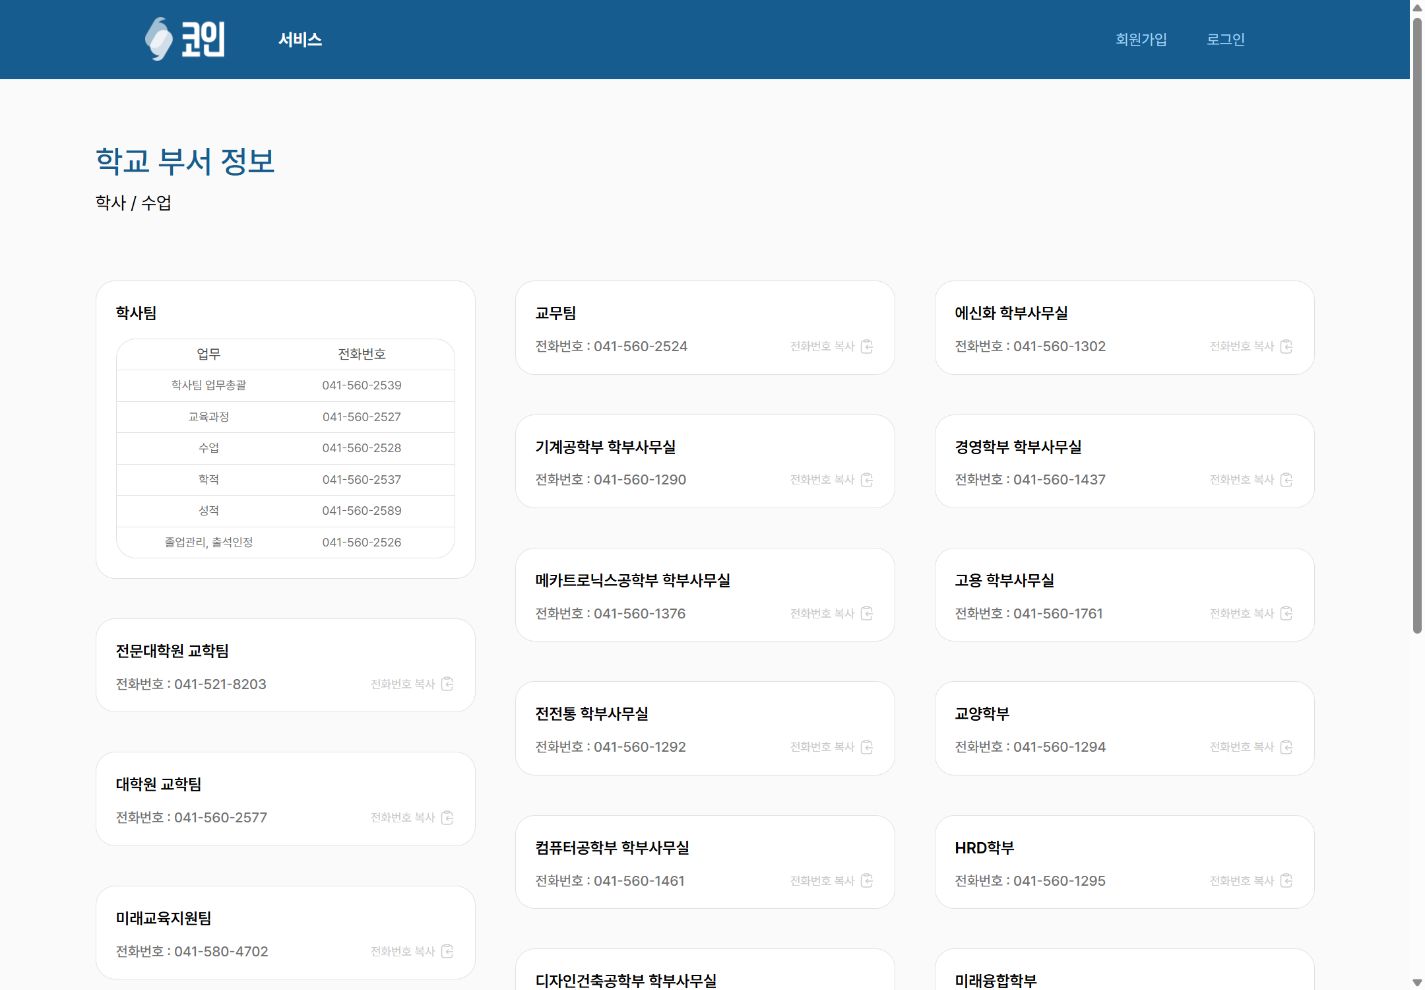 코인
서비스
회원가입
로그인
학교 부서 정보
학사 / 수업
학사팀
업무 전화번호
학사팀 업무총괄 041-560-2539
교육과정 041-560-2527
수업 041-560-2528
학적 041-560-2537
성적 041-560-2589
졸업관리, 출석인정 041-560-2526
전문대학원 교학팀
전화번호 : 041-521-8203 전화번호 복사
대학원 교학팀
전화번호 : 041-560-2577 전화번호 복사
미래교육지원팀
전화번호 : 041-580-4702 전화번호 복사
교무팀
전화번호 : 041-560-2524 전화번호 복사
기계공학부 학부사무실
전화번호 : 041-560-1290 전화번호 복사
메카트로닉스공학부 학부사무실
전화번호 : 041-560-1376 전화번호 복사
전전통 학부사무실
전화번호 : 041-560-1292 전화번호 복사
컴퓨터공학부 학부사무실
전화번호 : 041-560-1461 전화번호 복사
디자인건축공학부 학부사무실
에신화 학부사무실
전화번호 : 041-560-1302 전화번호 복사
경영학부 학부사무실
전화번호 : 041-560-1437 전화번호 복사
고용 학부사무실
전화번호 : 041-560-1761 전화번호 복사
교양학부
전화번호 : 041-560-1294 전화번호 복사
HRD학부
전화번호 : 041-560-1295 전화번호 복사
미래융합학부